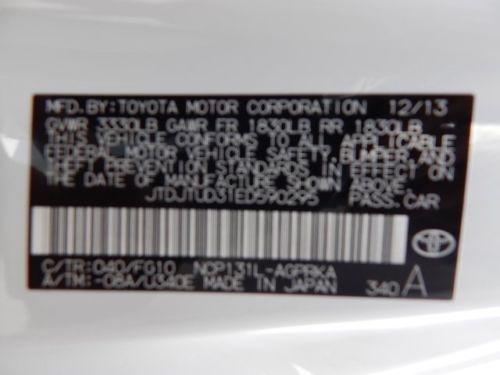 MFD.BY:TOYOTA MOTOR CORPORATION 12/13
GVWR 3330LB GAWR FR 1830LB RR 1830LB
THIS VEHICLE CONFORMS TO ALL APPLICABLE
FEDERAL MOTOR VEHICLE SAFETY, BUMPER, AND
THEFT PREVENTION STANDARDS IN EFFECT ON
THE DATE OF MANUFACTURE SHOWN ABOVE.
JTDJTUD31ED590295 PASS.CAR
C/TR:040/FG10 NCP131L-AGPRKA
A/TM:-08A/U340E MADE IN JAPAN 340A